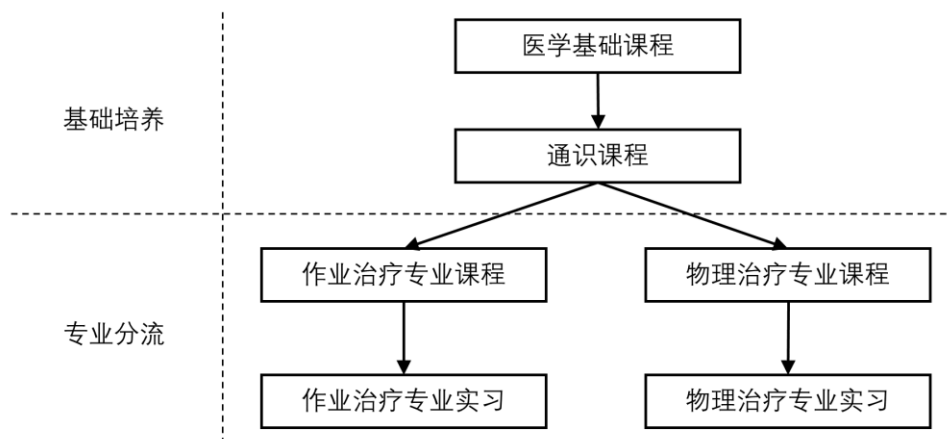 医学基础课程
基础培养
通识课程
作业治疗专业课程
物理治疗专业课程
专业分流
作业治疗专业实习
物理治疗专业实习